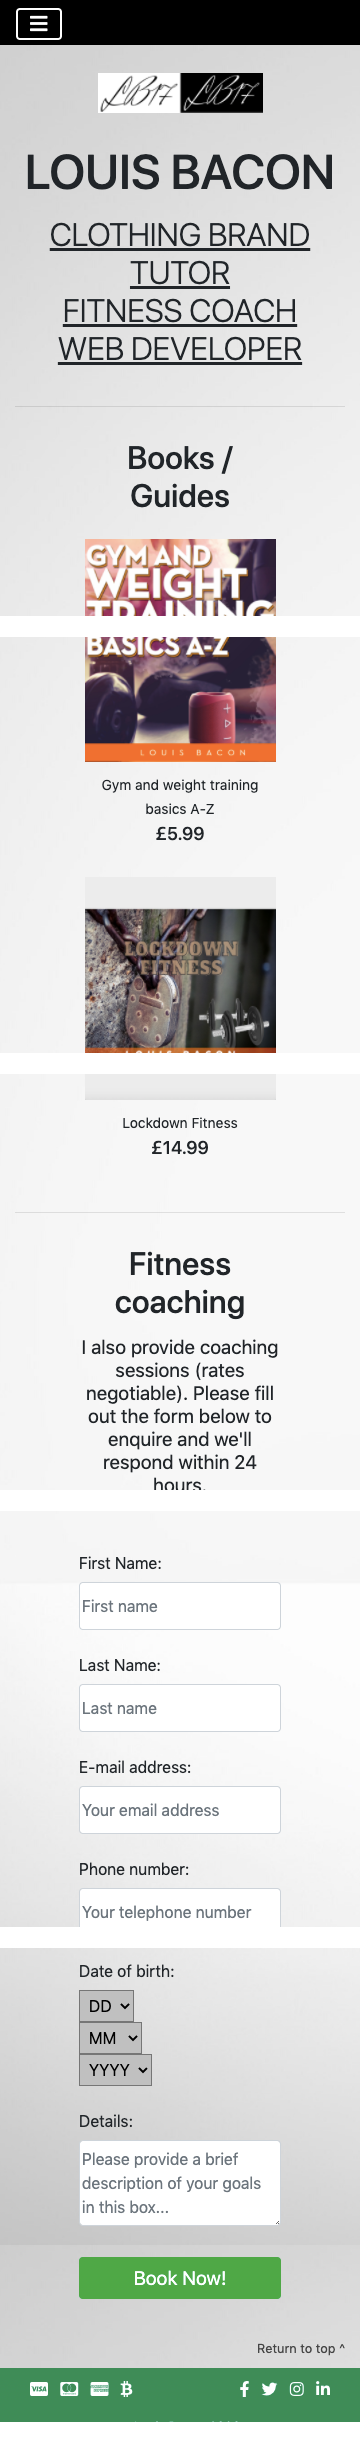 LB17 LB17
LOUIS BACON
CLOTHING BRAND
TUTOR
FITNESS COACH
WEB DEVELOPER
Books /
Guides
GYM AND
WEIGHT
TRAINING
BASICS A-Z
LOUIS BACON
Gym and weight training
basics A-Z
£5.99
LOCKDOWN
FITNESS
LOUIS BACON
Lockdown Fitness
£14.99
Fitness
coaching
I also provide coaching
sessions (rates
negotiable). Please fill
out the form below to
enquire and we'll
respond within 24
hours.
First Name:
First name
Last Name:
Last name
E-mail address:
Your email address
Phone number:
Your telephone number
Date of birth:
DD
MM
YYYY
Details:
Please provide a brief
description of your goals
in this box...
Book Now!
Return to top ^
VISA